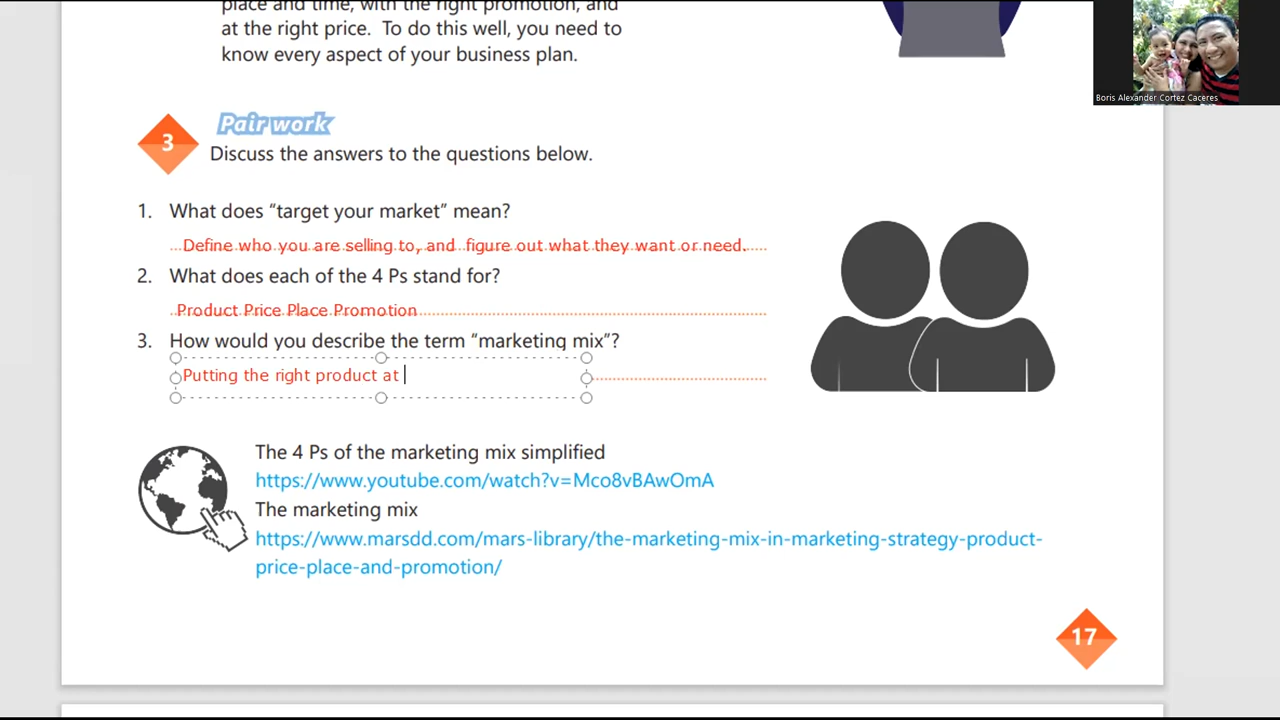 place and time, with the right promotion, and
at the right price. To do this well, you need to
know every aspect of your business plan.
Boris Alexander Cortez Caceres
3
Pair work
Discuss the answers to the questions below.
1. What does “target your market” mean?
Define who you are selling to, and figure out what they want or need.
2. What does each of the 4 Ps stand for?
Product Price Place Promotion
3. How would you describe the term “marketing mix”?
Putting the right product at
The 4 Ps of the marketing mix simplified
https://www.youtube.com/watch?v=Mco8vBAwOmA
The marketing mix
https://www.marsdd.com/mars-library/the-marketing-mix-in-marketing-strategy-product-
price-place-and-promotion/
17